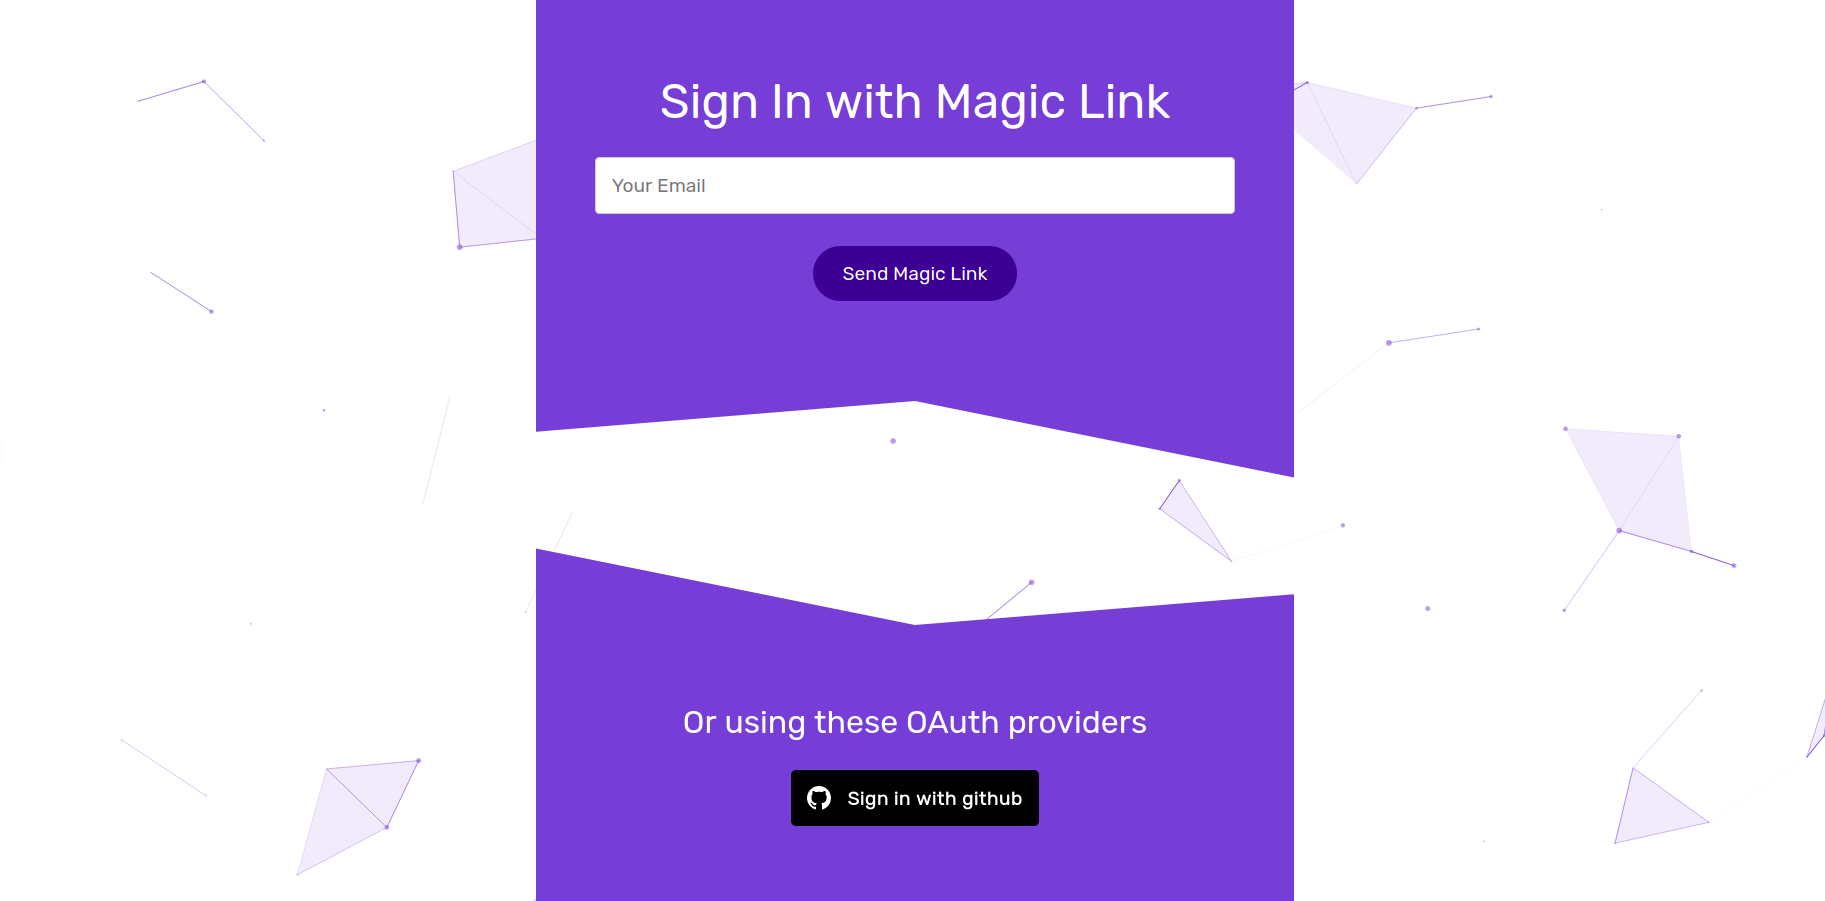 Sign In with Magic Link
Your Email
Send Magic Link
Or using these OAuth providers
Sign in with github